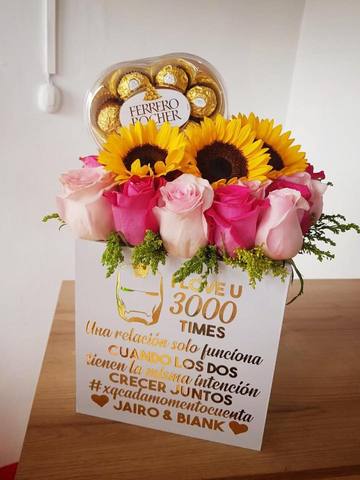 FERRERO
ROCHER
I LOVE U
3000
TIMES
Una relación solo funciona
CUANDO LOS DOS
tienen la misma intención
CRECER JUNTOS
#xqcadamomentocuenta
JAIRO & BIANK